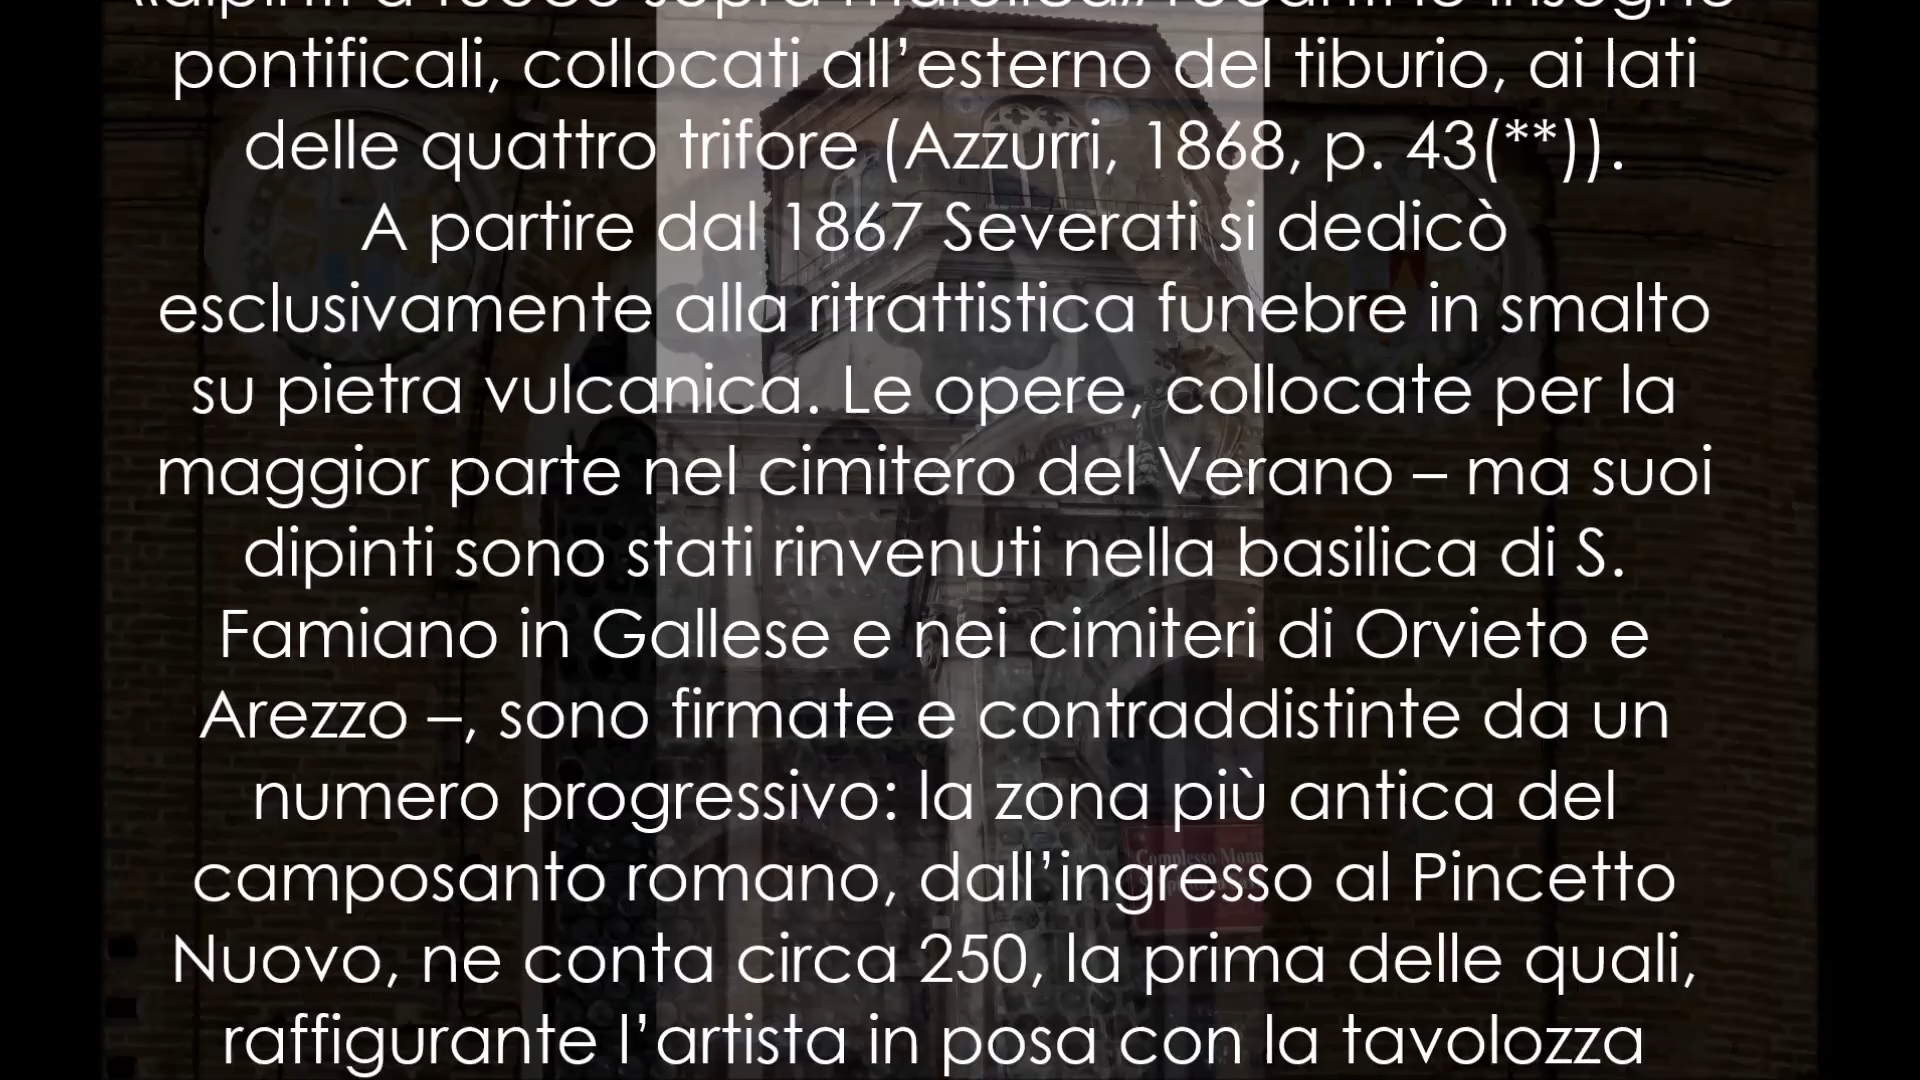 pontificali, collocati all’esterno del tiburio, ai lati
delle quattro trifore (Azzurri, 1868, p. 43(**)).
A partire dal 1867 Severati si dedicò
esclusivamente alla ritrattistica funebre in smalto
su pietra vulcanica. Le opere, collocate per la
maggior parte nel cimitero del Verano – ma suoi
dipinti sono stati rinvenuti nella basilica di S.
Famiano in Gallese e nei cimiteri di Orvieto e
Arezzo –, sono firmate e contraddistinte da un
numero progressivo: la zona più antica del
camposanto romano, dall’ingresso al Pincetto
Nuovo, ne conta circa 250, la prima delle quali,
raffigurante l’artista in posa con la tavolozza
Complesso